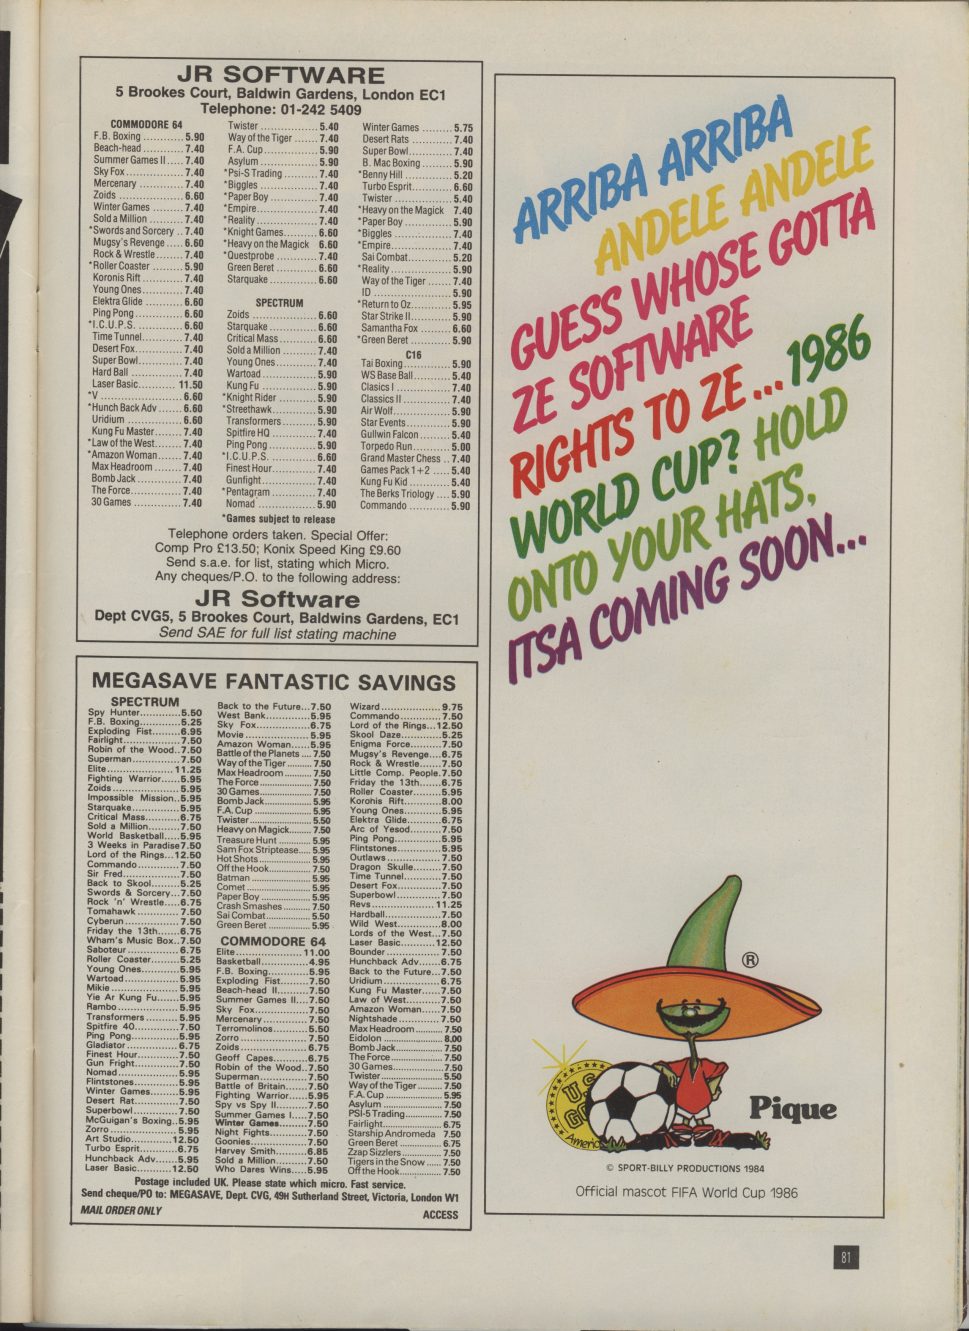 JR SOFTWARE
5 Brookes Court, Baldwin Gardens, London EC1
Telephone: 01-242 5409
COMMODORE 64
F.B. Boxing ............ 5.90
Beach-head .......... 7.40
Summer Games II ..... 7.40
Sky Fox ............... 7.40
Mercenary ........... 7.40
Zoids ................. 6.60
Winter Games ........ 7.40
Sold a Million ......... 7.40
*Swords and Sorcery .. 7.40
Mugsy's Revenge ..... 6.60
Rock & Wrestle ....... 7.40
*Roller Coaster ........ 5.90
Koronis Rift ........... 7.40
Young Ones ........... 7.40
Elektra Glide .......... 6.60
Ping Pong ............. 6.60
*I.C.U.P.S. ............ 6.60
Time Tunnel ........... 7.40
Desert Fox ............ 7.40
Super Bowl ........... 7.40
Hard Ball ............. 7.40
Laser Basic .......... 11.50
*V ..................... 6.60
*Hunch Back Adv ...... 6.60
Uridium .............. 6.60
Kung Fu Master ....... 7.40
*Law of the West ....... 7.40
*Amazon Woman ....... 7.40
Max Headroom ........ 7.40
Bomb Jack ............ 7.40
The Force ............. 7.40
30 Games ............. 7.40
Twister ................ 5.40
Way of the Tiger ....... 7.40
F.A. Cup ............... 5.90
Asylum ............... 5.90
*Psi-S Trading .......... 7.40
*Biggles ............... 7.40
*Paper Boy ............. 7.40
*Empire ................ 7.40
*Reality ................ 7.40
*Knight Games ......... 6.60
*Heavy on the Magick 6.60
*Questprobe ........... 7.40
Green Beret ........... 6.60
Starquake ............. 6.60
SPECTRUM
Zoids ................. 6.60
Starquake ............. 6.60
Critical Mass .......... 6.60
Sold a Million ......... 7.40
Young Ones ........... 7.40
Wartoad .............. 5.90
Kung Fu .............. 5.90
*Knight Rider .......... 5.90
*Streethawk ........... 5.90
Transformers ......... 5.90
Spitfire HQ ............ 7.40
Ping Pong ............ 5.90
*I.C.U.P.S. ............ 6.60
Finest Hour ........... 7.40
Gunfight .............. 7.40
*Pentagram ........... 7.40
Nomad ............... 5.90
*Games subject to release
Winter Games ........ 5.75
Desert Rats ........... 7.40
Super Bowl ........... 7.40
B. Mac Boxing ........ 5.90
*Benny Hill ............ 5.20
Turbo Esprit .......... 6.60
Twister ............... 5.40
*Heavy on the Magick 7.40
*Paper Boy ............ 5.90
*Biggles ............... 7.40
*Empire ............... 7.40
Sai Combat ........... 5.20
*Reality ............... 5.90
Way of the Tiger ...... 7.40
ID .................... 5.90
*Return to Oz .......... 5.95
Star Strike II .......... 5.90
Samantha Fox ........ 6.60
*Green Beret .......... 5.90
C16
Tai Boxing ............ 5.90
WS Base Ball ......... 5.40
Clasics I .............. 7.40
Classics II ............ 7.40
Air Wolf .............. 5.90
Star Events ........... 5.90
Gullwin Falcon ........ 5.40
Torpedo Run .......... 5.00
Grand Master Chess .. 7.40
Games Pack 1+2 ..... 5.40
Kung Fu Kid .......... 5.40
The Berks Triology .... 5.90
Commando .......... 5.90
Telephone orders taken. Special Offer:
Comp Pro £13.50; Konix Speed King £9.60
Send s.a.e. for list, stating which Micro.
Any cheques/P.O. to the following address:
JR Software
Dept CVG5, 5 Brookes Court, Baldwins Gardens, EC1
Send SAE for full list stating machine
MEGASAVE FANTASTIC SAVINGS
SPECTRUM
Spy Hunter ............ 5.50
F.B. Boxing ........... 5.25
Exploding Fist ......... 6.95
Fairlight .............. 7.50
Robin of the Wood .. 7.50
Superman ............ 7.50
Elite ................. 11.25
Fighting Warrior ..... 5.95
Zoids ................. 5.95
Impossible Mission .. 5.95
Starquake ............ 5.95
Critical Mass ......... 6.75
Sold a Million ........ 7.50
World Basketball ..... 5.95
3 Weeks in Paradise 7.50
Lord of the Rings ... 12.50
Commando .......... 7.50
Sir Fred .............. 7.50
Back to Skool ........ 5.25
Swords & Sorcery ... 7.50
Rock 'n' Wrestle ..... 6.75
Tomahawk .......... 7.50
Cyberun ............. 7.50
Friday the 13th ...... 6.75
Wham's Music Box .. 7.50
Saboteur ............ 6.75
Roller Coaster ....... 5.25
Young Ones ......... 5.95
Wartoad ............. 5.95
Mikie ................ 5.95
Yie Ar Kung Fu ...... 5.95
Rambo .............. 5.95
Transformers ........ 5.95
Spitfire 40 .......... 7.50
Ping Pong ........... 5.95
Gladiator ............ 6.75
Finest Hour .......... 7.50
Gun Fright .......... 7.50
Nomad .............. 5.95
Flintstones .......... 5.95
Winter Games ....... 5.95
Desert Rat .......... 7.50
Superbowl .......... 7.50
McGuigan's Boxing .. 5.95
Zorro ............... 5.95
Art Studio .......... 12.50
Turbo Esprit ......... 6.75
Hunchback Adv ..... 5.95
Laser Basic ......... 12.50
Back to the Future ... 7.50
West Bank .......... 5.95
Sky Fox ............. 6.75
Movie ............... 5.95
Amazon Woman ..... 5.95
Battle of the Planets .... 7.50
Way of the Tiger ........ 7.50
Max Headroom ......... 7.50
The Force .............. 7.50
30 Games .............. 7.50
Bomb Jack ............. 5.95
F.A. Cup ............... 5.95
Twister ................ 5.50
Heavy on Magick ....... 7.50
Treasure Hunt .......... 5.95
Sam Fox Striptease ..... 5.95
Hot Shots .............. 5.95
Off the Hook ........... 7.50
Batman ................ 5.95
Comet ................. 5.95
Paper Boy ............. 5.95
Crash Smashes ......... 7.50
Sai Combat ............ 5.50
Green Beret ............ 5.95
COMMODORE 64
Elite ................ 11.00
Basketball ........... 4.95
F.B. Boxing .......... 5.95
Exploding Fist ........ 7.50
Beach-head II ........ 7.50
Summer Games II .... 7.50
Sky Fox ............. 7.50
Mercenary ........... 7.50
Terromolinos ........ 5.50
Zorro ............... 7.50
Zoids ............... 6.75
Geoff Capes ......... 6.75
Robin of the Wood .. 7.50
Superman ........... 7.50
Battle of Britain ...... 7.50
Fighting Warrior ..... 5.95
Spy vs Spy II ........ 7.50
Summer Games I .... 7.50
Winter Games ....... 7.50
Night Fights ......... 7.50
Goonies ............. 7.50
Harvey Smith ........ 6.85
Sold a Million ........ 7.50
Who Dares Wins .... 5.95
Wizard .............. 9.75
Commando .......... 7.50
Lord of the Rings ... 12.50
Skool Daze .......... 5.25
Enigma Force ........ 7.50
Mugsy's Revenge .... 6.75
Rock & Wrestle ...... 7.50
Little Comp. People. 7.50
Friday the 13th ...... 6.75
Roller Coaster ....... 5.95
Korohis Rift ......... 8.00
Young Ones ......... 5.95
Elektra Glide ........ 6.75
Arc of Yesod ........ 7.50
Ping Pong ........... 5.95
Flintstones .......... 5.95
Outlaws ............. 7.50
Dragon Skulle ....... 7.50
Time Tunnel ......... 7.50
Desert Fox .......... 7.50
Superbowl .......... 7.50
Revs ............... 11.25
Hardball ............. 7.50
Wild West ........... 8.00
Lords of the West ... 7.50
Laser Basic ......... 12.50
Bounder ............ 7.50
Hunchback Adv ..... 6.75
Back to the Future ... 7.50
Uridium ............. 6.75
Kung Fu Master ..... 7.50
Law of West ......... 7.50
Amazon Woman ..... 7.50
Nightshade .......... 7.50
Max Headroom ......... 7.50
Eidolon ................ 8.00
Bomb Jack ............. 7.50
The Force .............. 7.50
30 Games .............. 7.50
Twister ................ 5.50
Way of the Tiger ........ 7.50
F.A. Cup ............... 5.95
Asylum ................ 7.50
PSI-5 Trading ........... 7.50
Fairlight ............... 6.75
Starship Andromeda 7.50
Green Beret ............ 6.75
Zzap Sizzlers ........... 7.50
Tigers in the Snow ..... 7.50
Off the Hook ........... 7.50
Postage included UK. Please state which micro. Fast service.
Send cheque/PO to: MEGASAVE, Dept. CVG, 49H Sutherland Street, Victoria, London W1
MAIL ORDER ONLY
ACCESS
ARRIBA ARRIBA
ANDELE ANDELE
GUESS WHOSE GOTTA
ZE SOFTWARE
RIGHTS TO ZE ... 1986
WORLD CUP? HOLD
ONTO YOUR HATS,
ITSA COMING SOON...
®
U.S.
GO
Americ
Pique
© SPORT-BILLY PRODUCTIONS 1984
Official mascot FIFA World Cup 1986
81